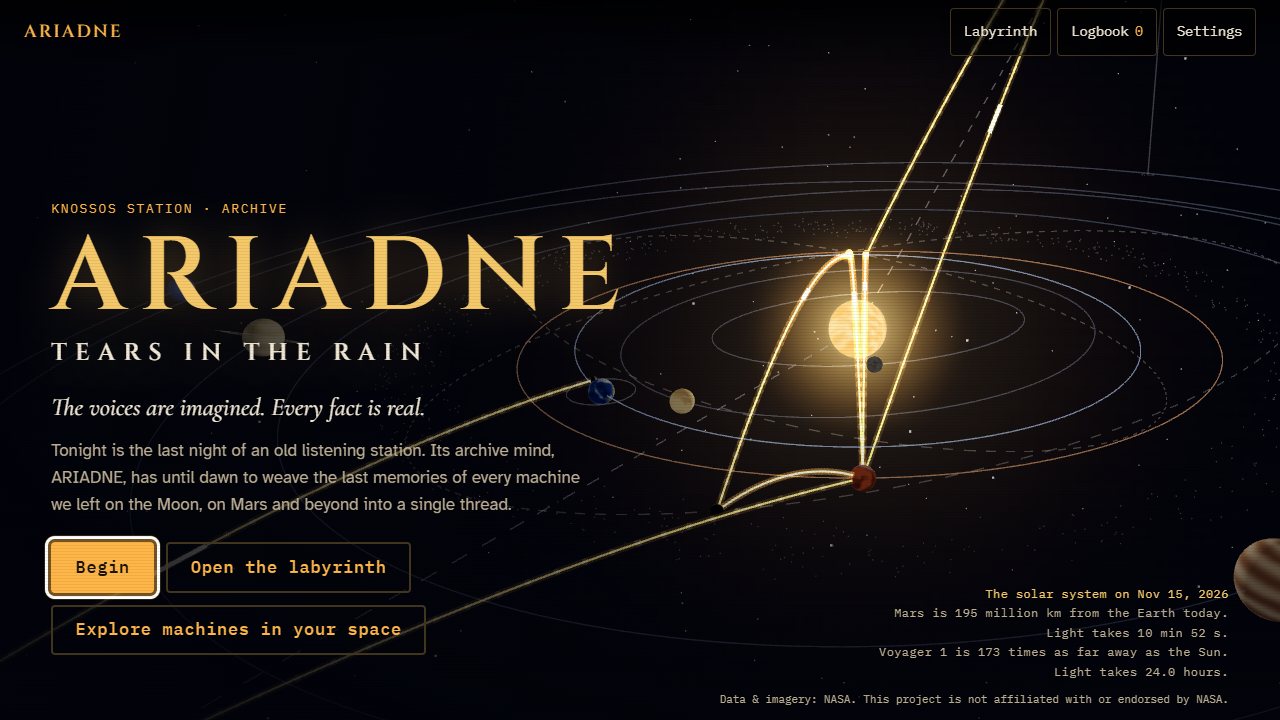 ARIADNE
Labyrinth
Logbook 0
Settings
KNOSSOS STATION · ARCHIVE
ARIADNE
TEARS IN THE RAIN
The voices are imagined. Every fact is real.
Tonight is the last night of an old listening station. Its archive mind,
ARIADNE, has until dawn to weave the last memories of every machine
we left on the Moon, on Mars and beyond into a single thread.
Begin
Open the labyrinth
Explore machines in your space
The solar system on Nov 15, 2026
Mars is 195 million km from the Earth today.
Light takes 10 min 52 s.
Voyager 1 is 173 times as far away as the Sun.
Light takes 24.0 hours.
Data & imagery: NASA. This project is not affiliated with or endorsed by NASA.